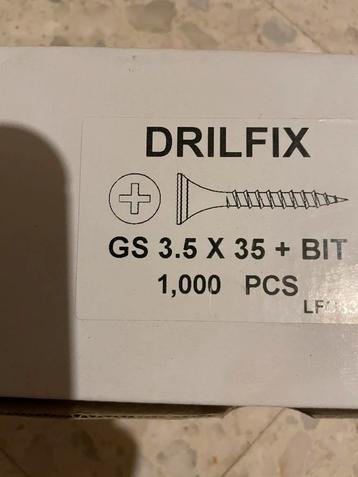 DRILFIX
GS 3.5 X 35 + BIT
1,000 PCS